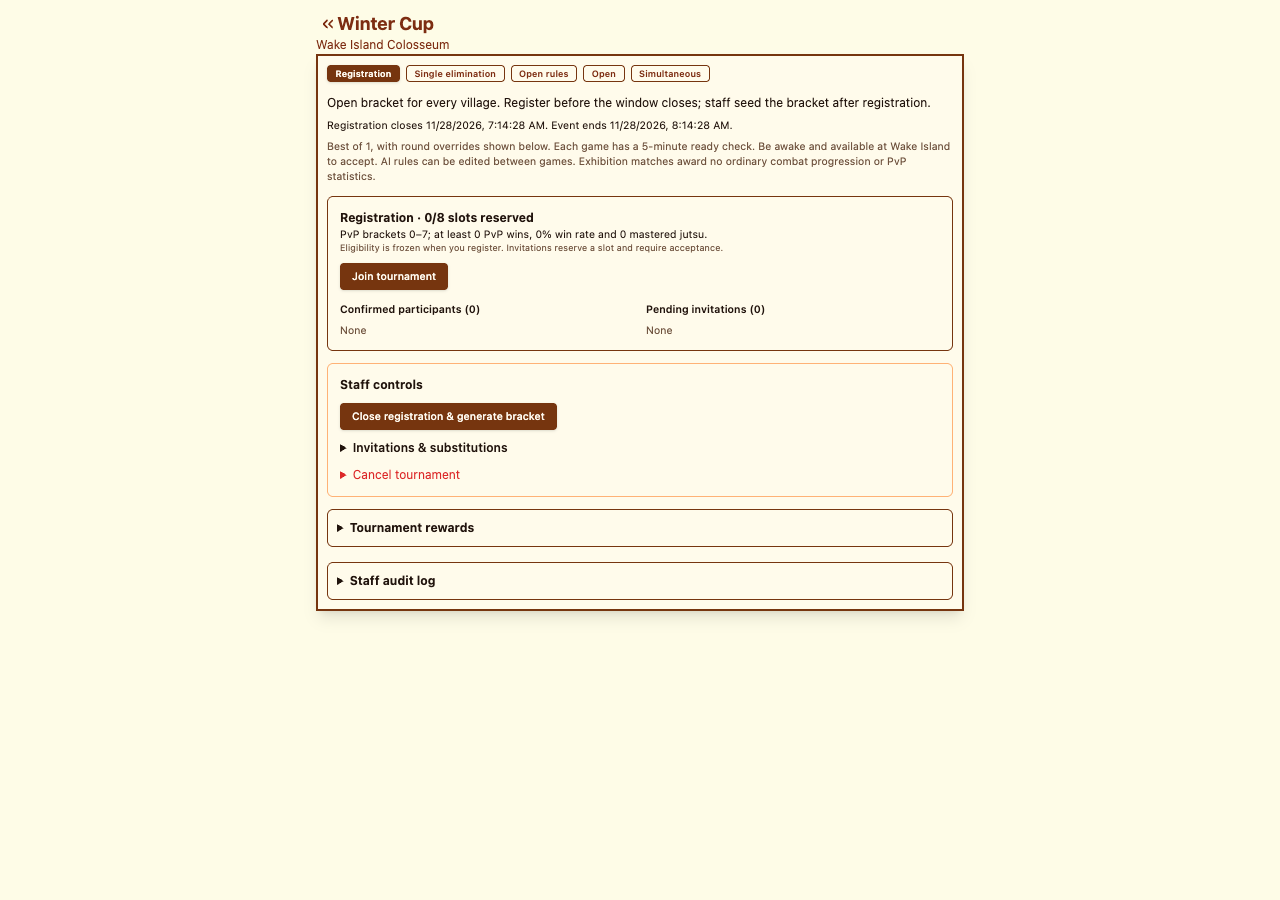 Winter Cup
Wake Island Colosseum
Registration Single elimination Open rules Open Simultaneous
Open bracket for every village. Register before the window closes; staff seed the bracket after registration.
Registration closes 11/28/2026, 7:14:28 AM. Event ends 11/28/2026, 8:14:28 AM.
Best of 1, with round overrides shown below. Each game has a 5-minute ready check. Be awake and available at Wake Island
to accept. AI rules can be edited between games. Exhibition matches award no ordinary combat progression or PvP
statistics.
Registration · 0/8 slots reserved
PvP brackets 0–7; at least 0 PvP wins, 0% win rate and 0 mastered jutsu.
Eligibility is frozen when you register. Invitations reserve a slot and require acceptance.
Join tournament
Confirmed participants (0) Pending invitations (0)
None None
Staff controls
Close registration & generate bracket
Invitations & substitutions
Cancel tournament
Tournament rewards
Staff audit log